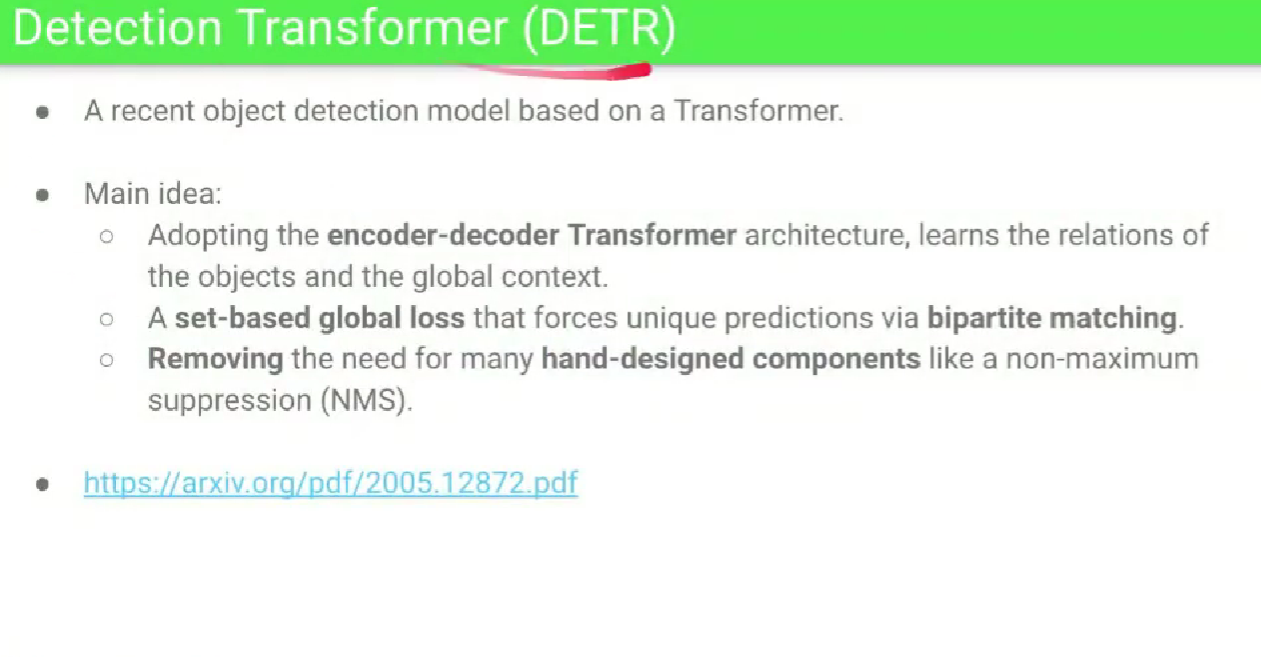 Detection Transformer (DETR)
● A recent object detection model based on a Transformer.
● Main idea:
○ Adopting the encoder-decoder Transformer architecture, learns the relations of
the objects and the global context.
○ A set-based global loss that forces unique predictions via bipartite matching.
○ Removing the need for many hand-designed components like a non-maximum
suppression (NMS).
● https://arxiv.org/pdf/2005.12872.pdf